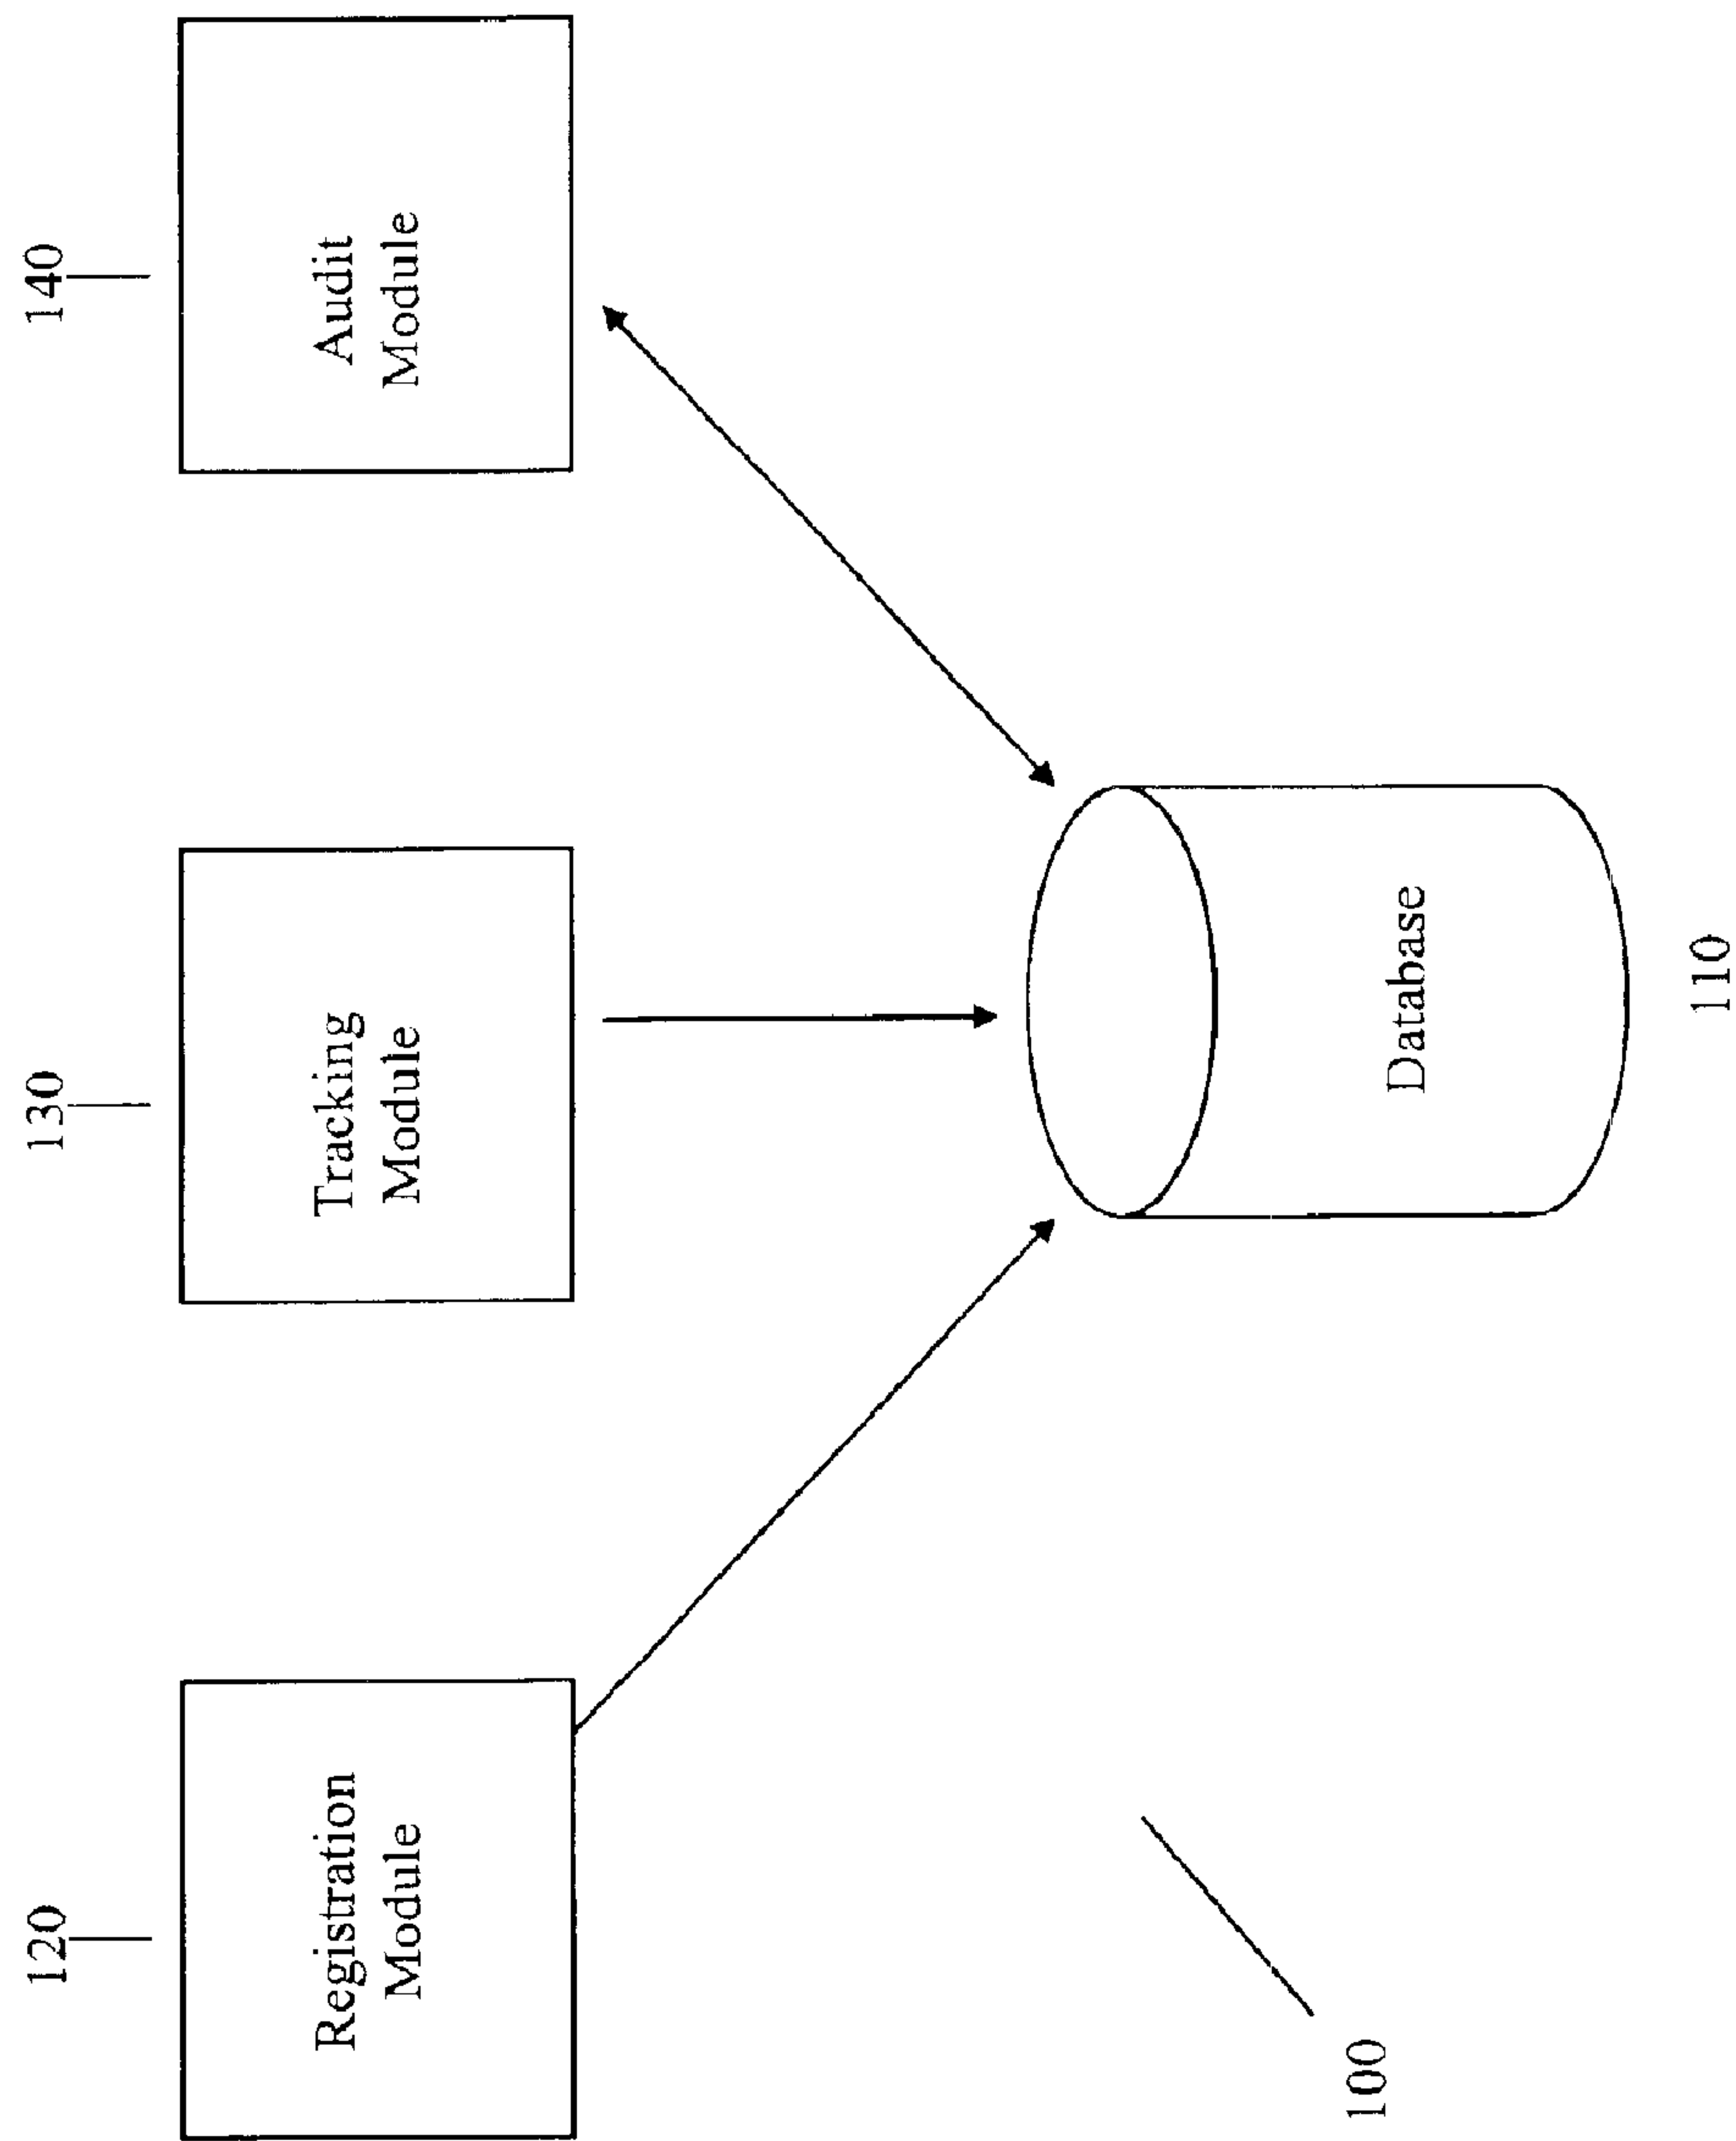 120
130
140
Registration
Module
Tracking
Module
Audit
Module
Database
100
110